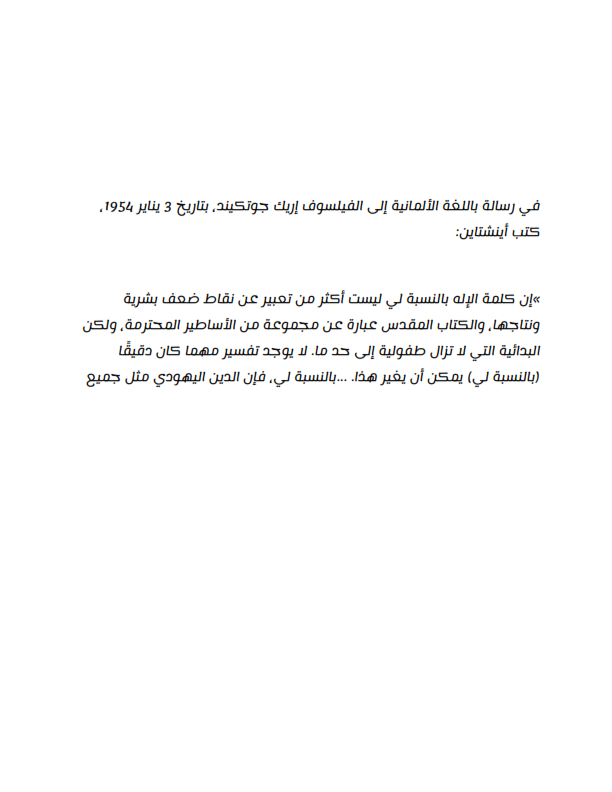 في رسالة باللغة الألمانية إلى الفيلسوف إريك جوتكيند، بتاريخ 3 يناير 1954،
كتب أينشتاين:
«إن كلمة الإله بالنسبة لي ليست أكثر من تعبير عن نقاط ضعف بشرية
ونتاجها، والكتاب المقدس عبارة عن مجموعة من الأساطير المحترمة، ولكن
البدائية التي لا تزال طفولية إلى حد ما. لا يوجد تفسير مهما كان دقيقًا
(بالنسبة لي) يمكن أن يغير هذا. ...بالنسبة لي، فإن الدين اليهودي مثل جميع